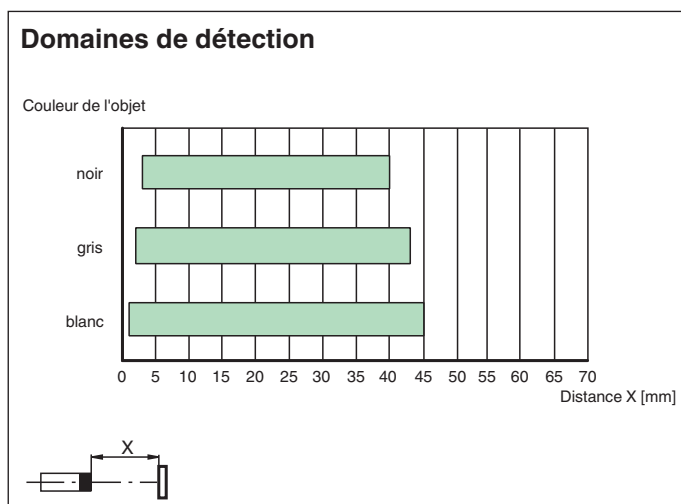 Domaines de détection
Couleur de l'objet
noir
gris
blanc
0 5 10 15 20 25 30 35 40 45 50 55 60 65 70
Distance X [mm]
X